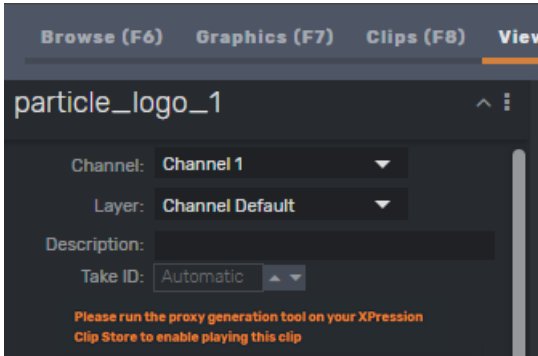 Browse (F6) Graphics (F7) Clips (F8) View
particle_logo_1
Channel: Channel 1
Layer: Channel Default
Description:
Take ID: Automatic
Please run the proxy generation tool on your XPression
Clip Store to enable playing this clip